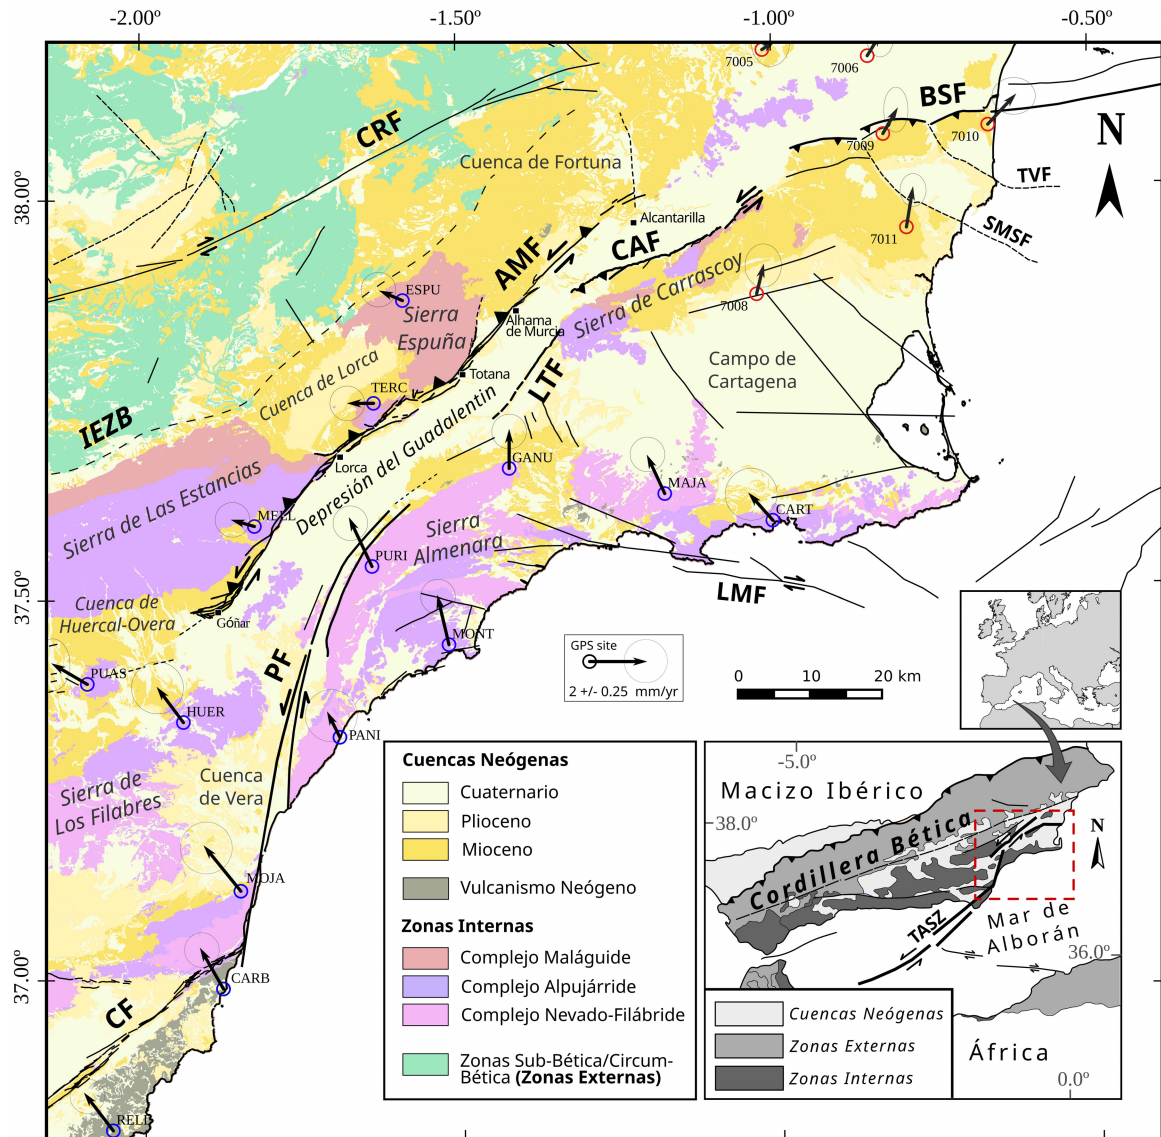 -2.00º
-1.50º
-1.00º
-0.50º
38.00º
37.50º
37.00º
7005
7006
CRF
BSF
7009
7010
N
Cuenca de Fortuna
TVF
Alcantarilla
SMSF
7011
AMF
CAF
ESPU
Sierra
Espuña
Sierra de Carrascoy
7008
Alhama
de Murcia
Campo de
Cartagena
Cuenca de Lorca
Totana
TERC
LTF
IEZB
Depresión del Guadalentin
Lorca
GANU
MAJA
Sierra de Las Estancias
CART
Sierra
Almenara
PURI
LMF
Cuenca de
Huercal-Overa
Góñar
MONT
PUAS
PF
HUER
PANI
GPS site
2 +/- 0.25 mm/yr
0
10
20 km
Sierra de
Los Filabres
Cuenca
de Vera
MOJA
CARB
CF
Cuencas Neógenas
Cuaternario
Plioceno
Mioceno
Vulcanismo Neógeno
Zonas Internas
Complejo Maláguide
Complejo Alpujárride
Complejo Nevado-Filábride
Zonas Sub-Bética/Circum-
Bética (Zonas Externas)
-5.0º
Macizo Ibérico
38.0º
Cordillera Bética
N
TASZ
Mar de
Alborán
36.0º
Cuencas Neógenas
Zonas Externas
Zonas Internas
África
0.0º